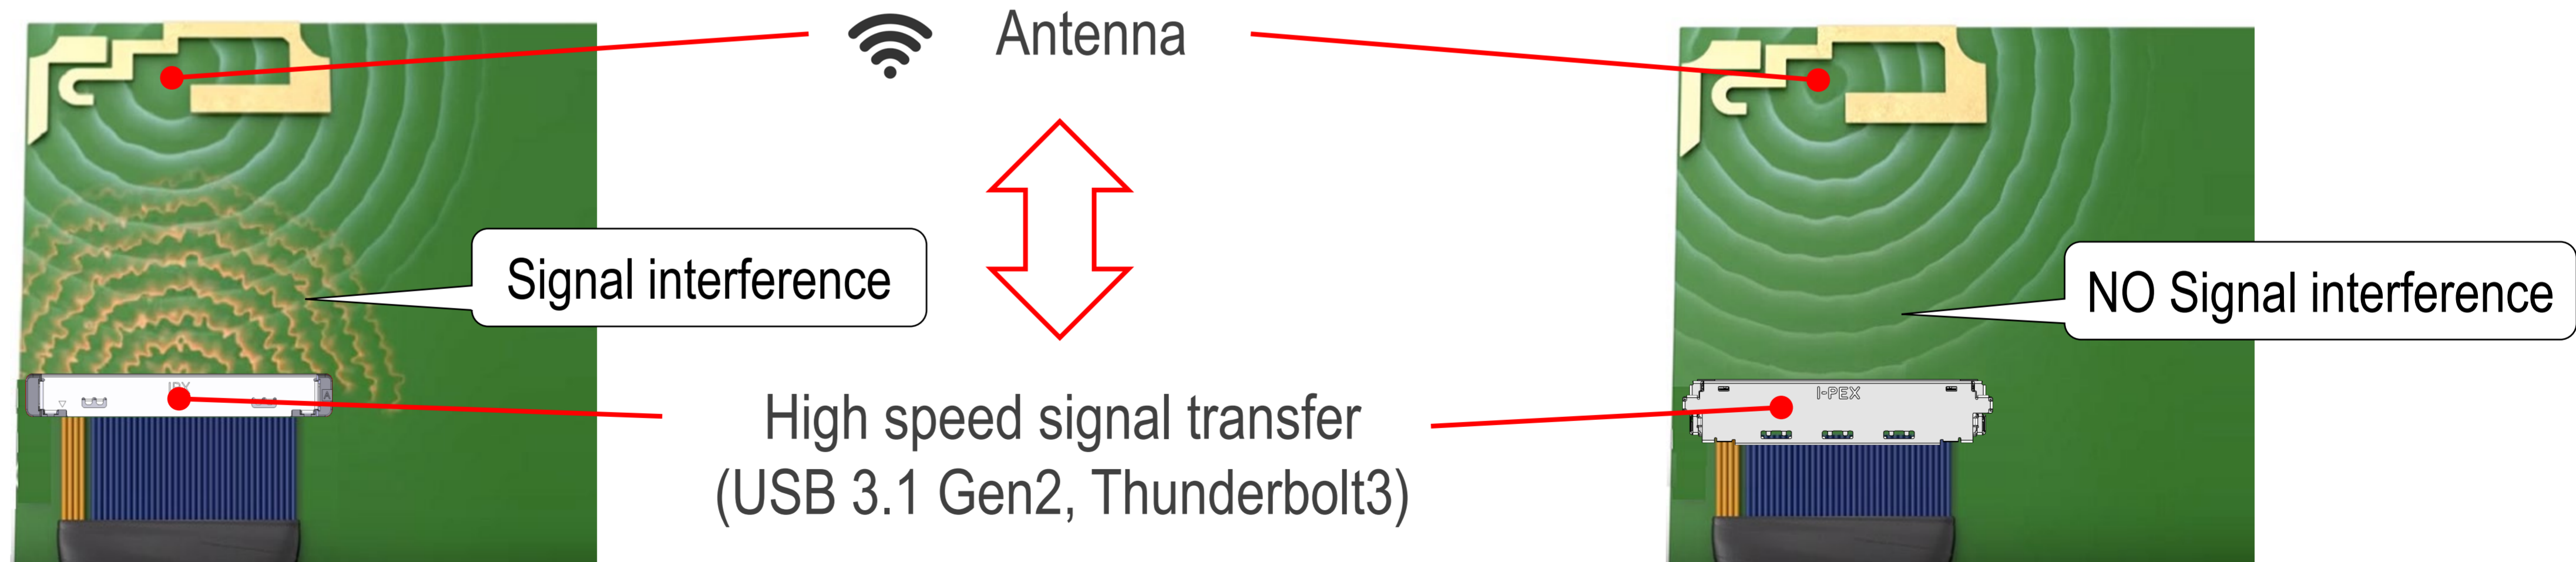 Antenna
Signal interference
NO Signal interference
I-PEX
High speed signal transfer
(USB 3.1 Gen2, Thunderbolt3)